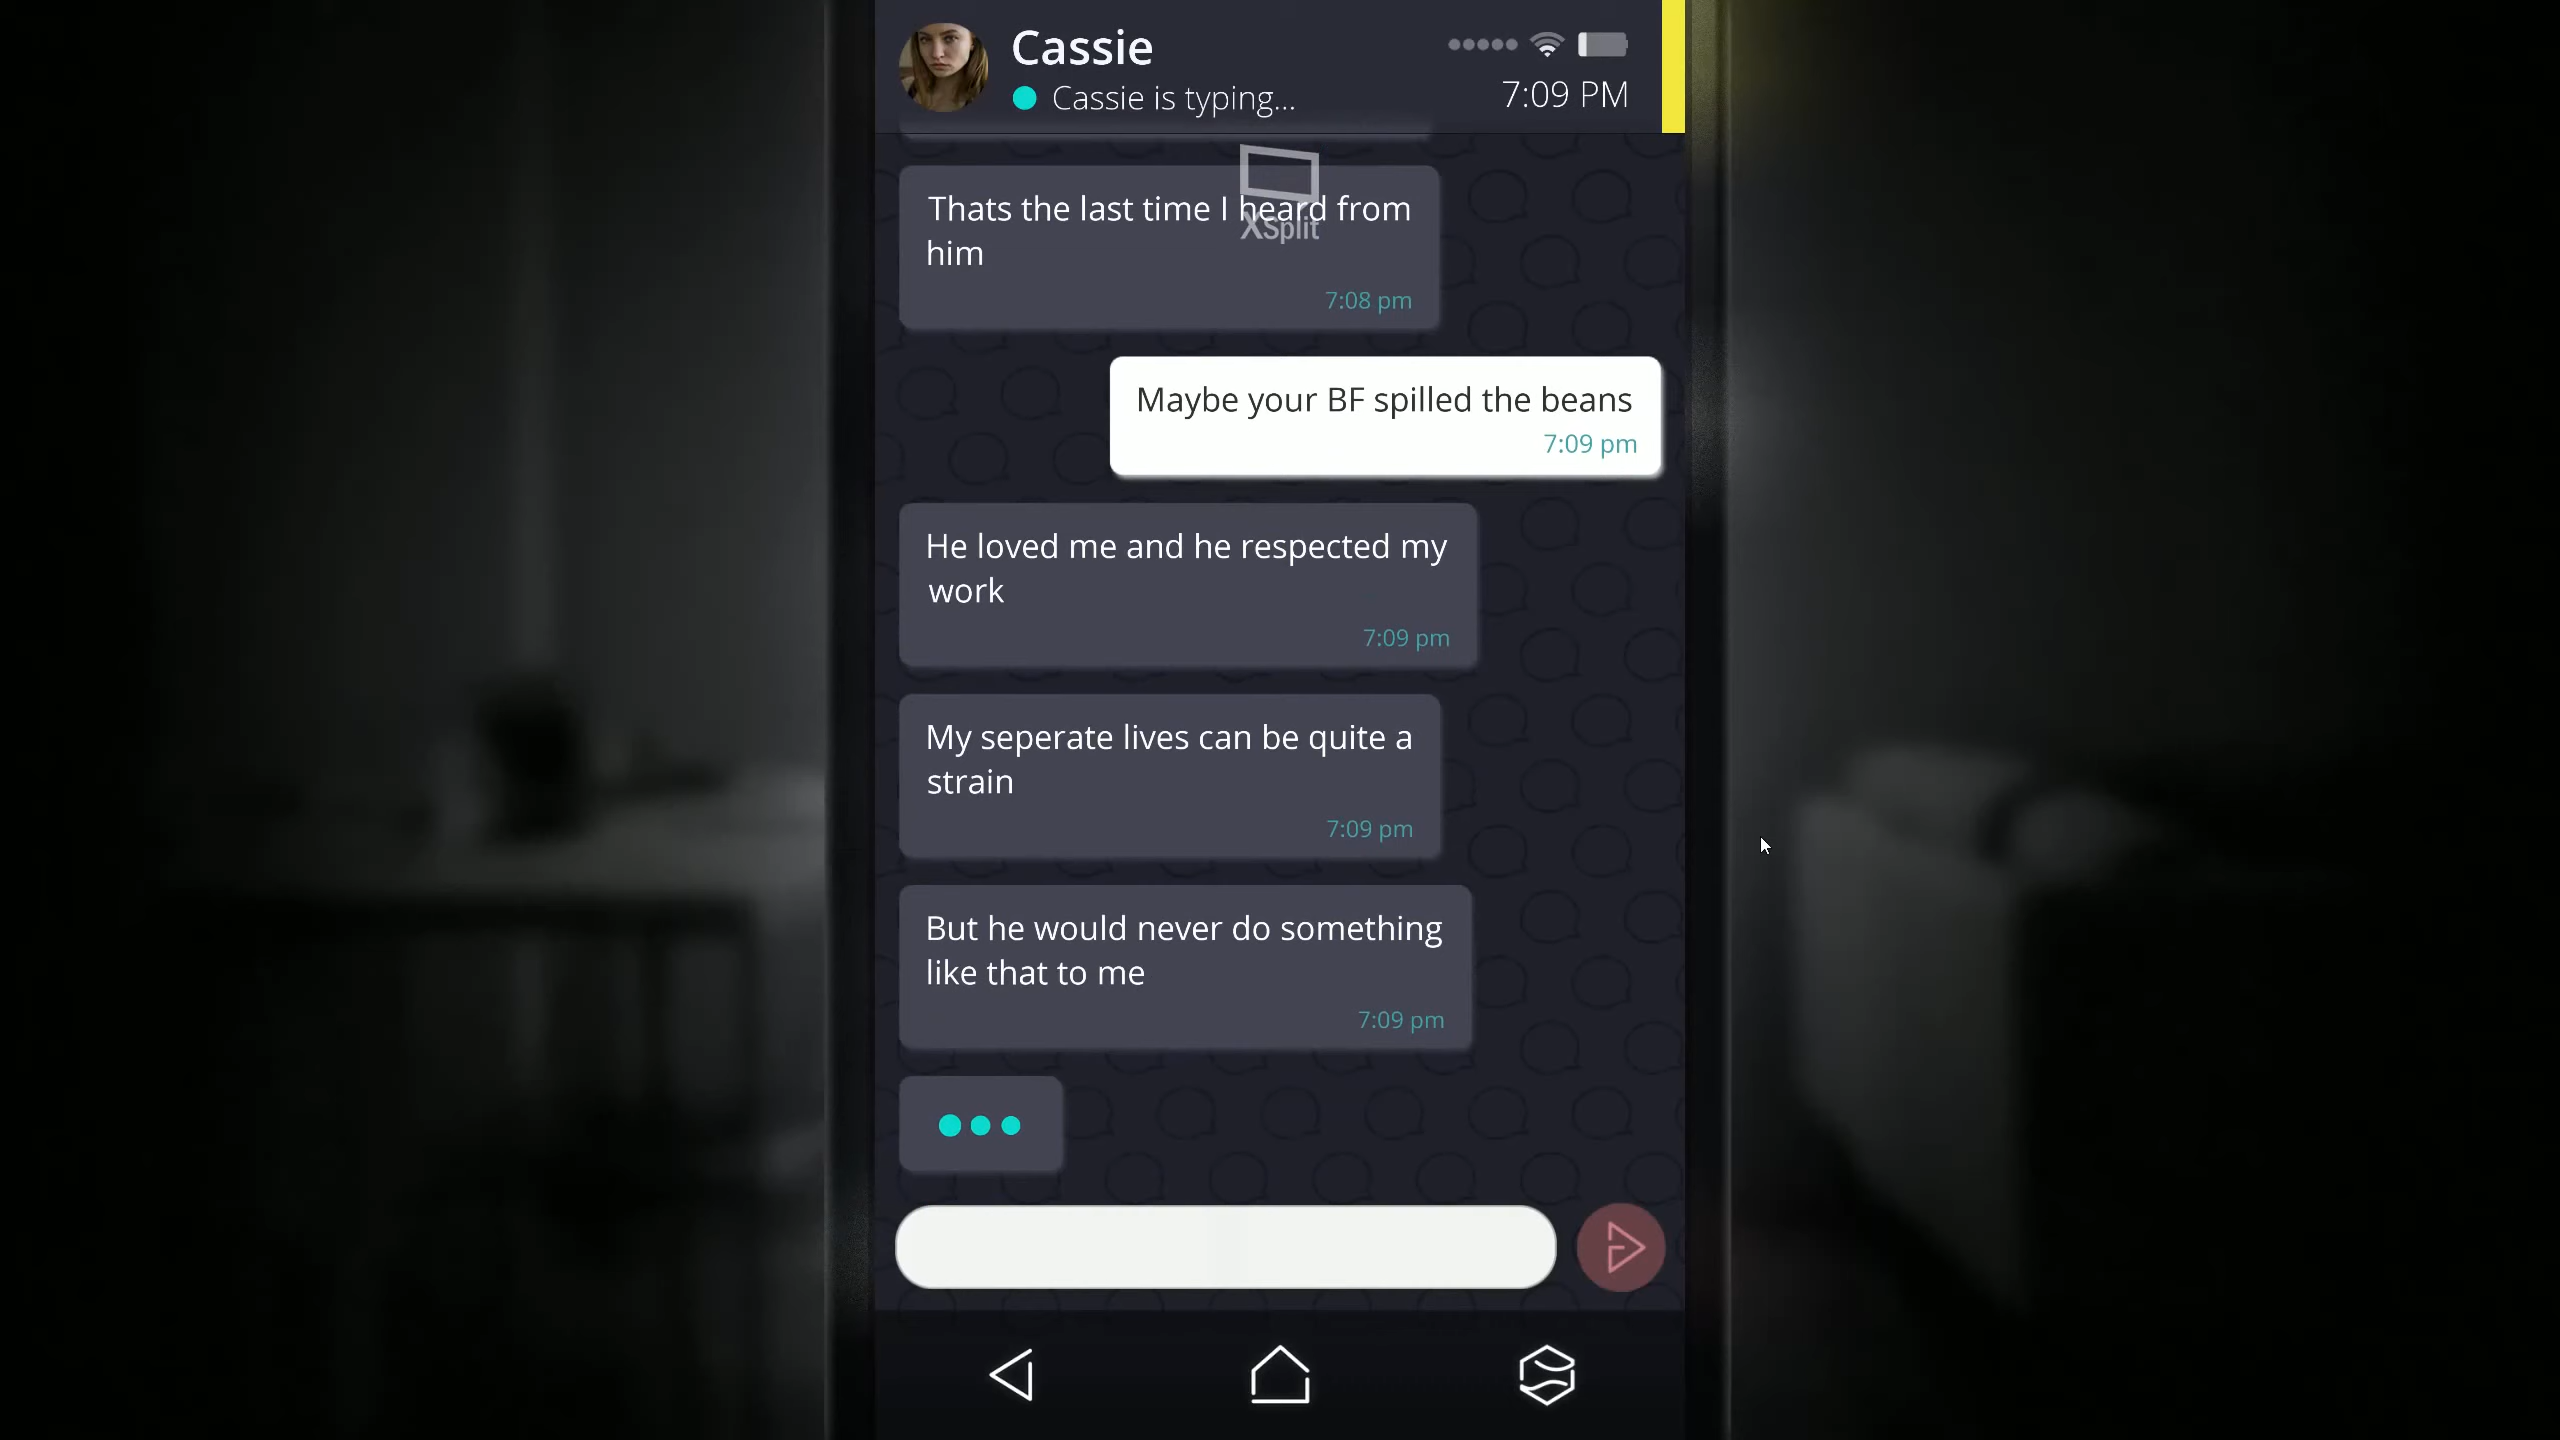 Cassie
Cassie is typing...
7:09 PM
XSplit
Thats the last time I heard from
him
7:08 pm
Maybe your BF spilled the beans
7:09 pm
He loved me and he respected my
work
7:09 pm
My seperate lives can be quite a
strain
7:09 pm
But he would never do something
like that to me
7:09 pm